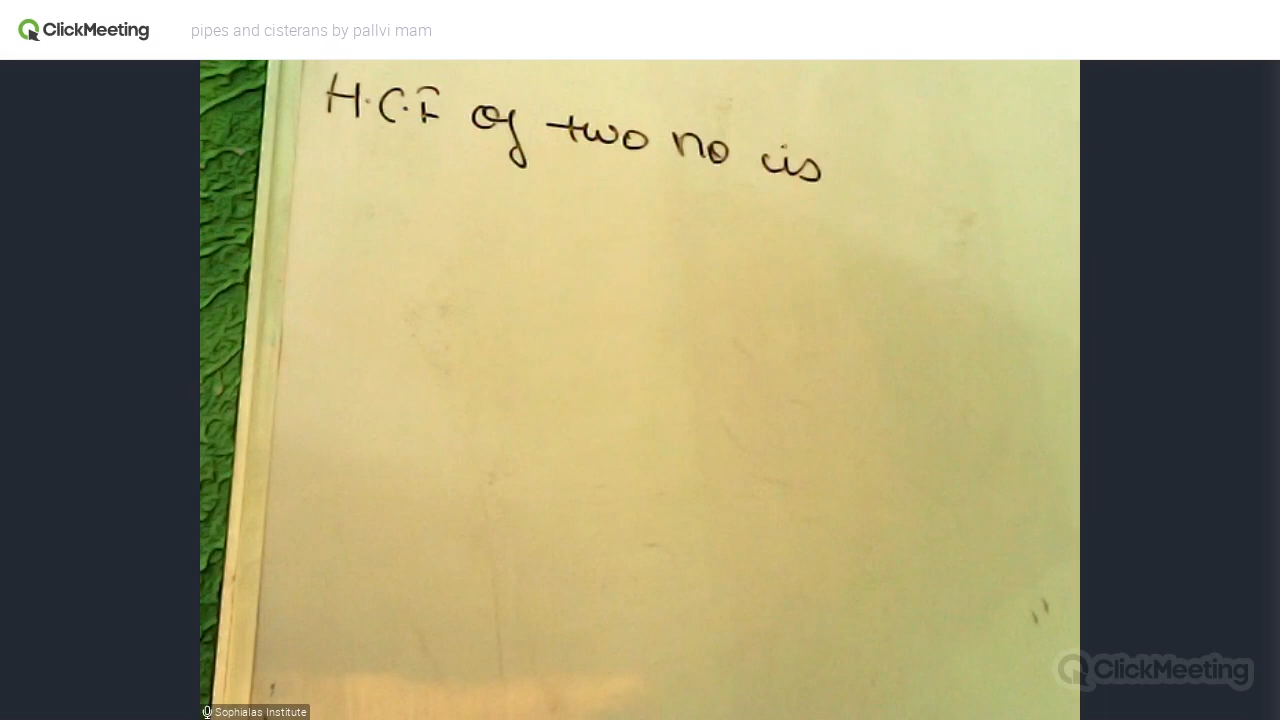 ClickMeeting
pipes and cisterans by pallvi mam
H.C.F of two no is
ClickMeeting
Sophialas Institute